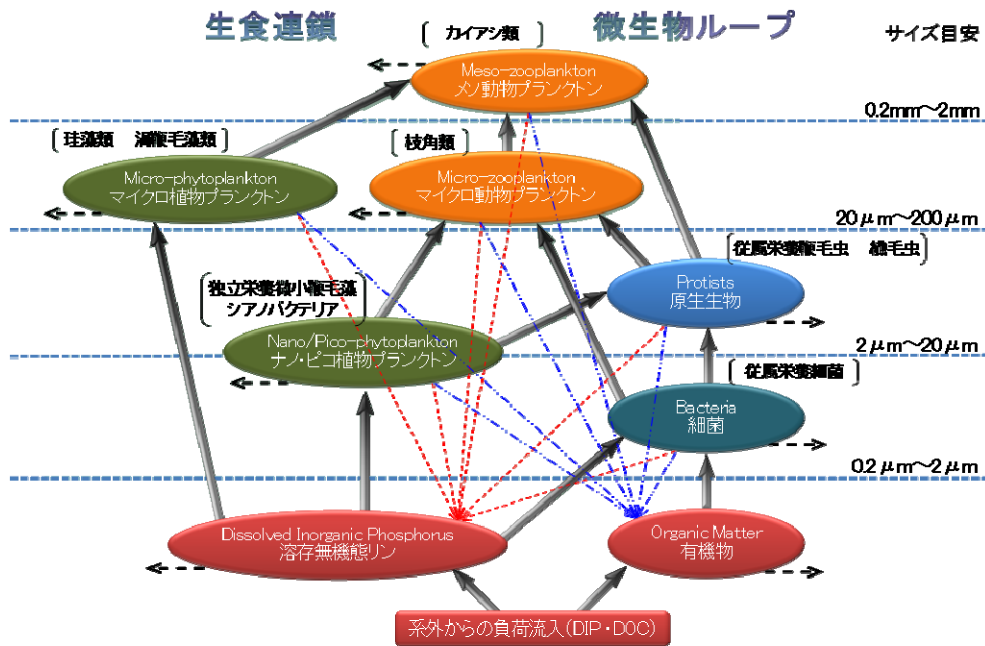 生食連鎖
微生物ループ
サイズ目安
カイアシ類
Meso-zooplankton
メソ動物プランクトン
0.2mm~2mm
珪藻類 渦鞭毛藻類
枝角類
Micro-phytoplankton
マイクロ植物プランクトン
Micro-zooplankton
マイクロ動物プランクトン
20μm~200μm
従属栄養鞭毛虫 繊毛虫
Protists
原生生物
独立栄養微小鞭毛藻
シアノバクテリア
Nano/Pico-phytoplankton
ナノ・ピコ植物プランクトン
2μm~20μm
従属栄養細菌
Bacteria
細菌
0.2μm~2μm
Dissolved Inorganic Phosphorus
溶存無機態リン
Organic Matter
有機物
系外からの負荷流入(DIP・DOC)